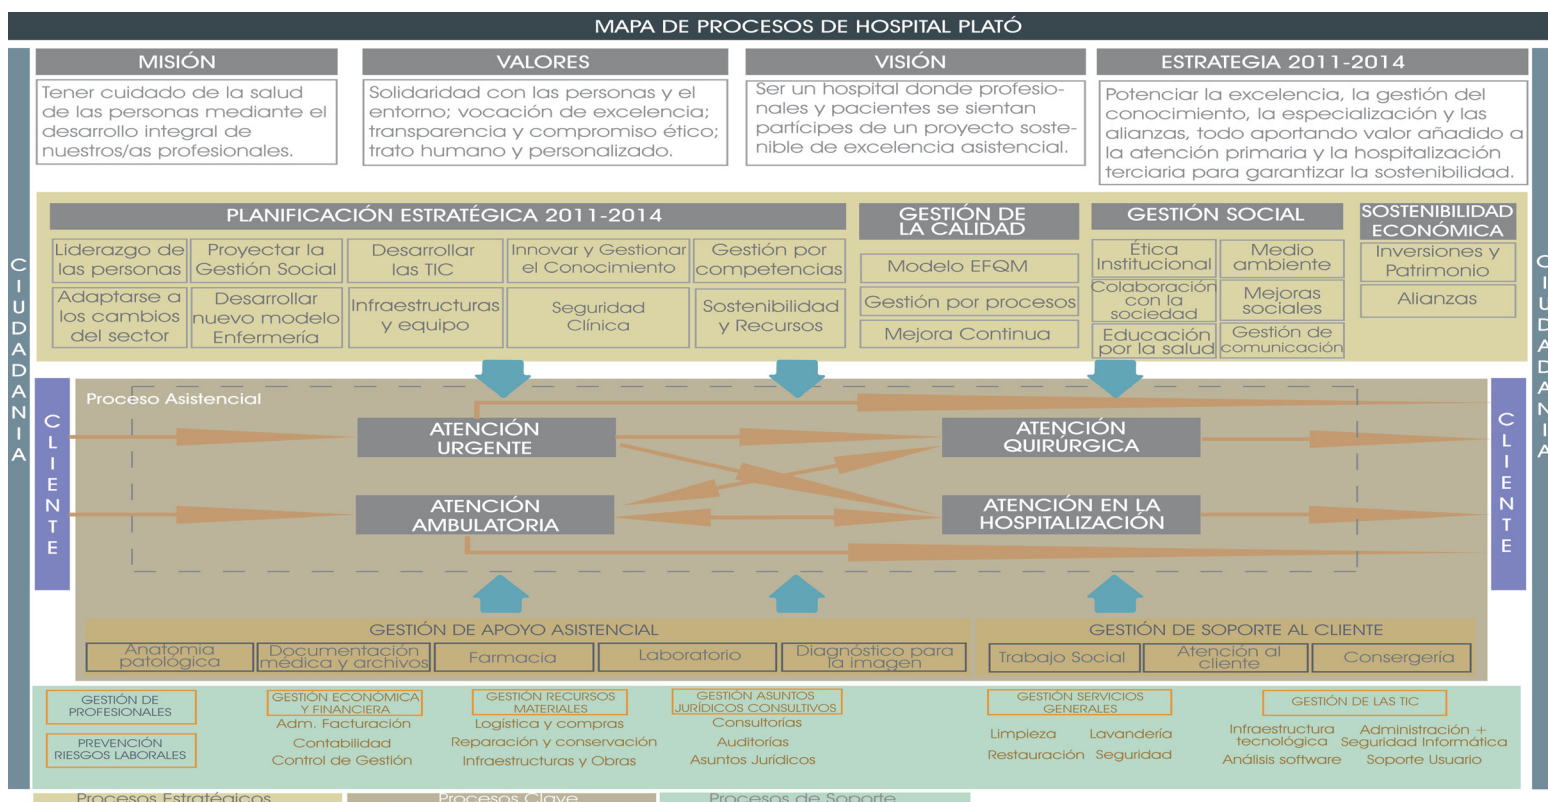 MAPA DE PROCESOS DE HOSPITAL PLATÓ
CIUDADANIA
MISIÓN
Tener cuidado de la salud
de las personas mediante el
desarrollo integral de
nuestros/as profesionales.
VALORES
Solidaridad con las personas y el
entorno; vocación de excelencia;
transparencia y compromiso ético;
trato humano y personalizado.
VISIÓN
Ser un hospital donde profesio-
nales y pacientes se sientan
partícipes de un proyecto soste-
nible de excelencia asistencial.
ESTRATEGIA 2011-2014
Potenciar la excelencia, la gestión del
conocimiento, la especialización y las
alianzas, todo aportando valor añadido a
la atención primaria y la hospitalización
terciaria para garantizar la sostenibilidad.
CIUDADANIA
PLANIFICACIÓN ESTRATÉGICA 2011-2014
Liderazgo de
las personas
Proyectar la
Gestión Social
Desarrollar
las TIC
Innovar y Gestionar
el Conocimiento
Gestión por
competencias
Adaptarse a
los cambios
del sector
Desarrollar
nuevo modelo
Enfermería
Infraestructuras
y equipo
Seguridad
Clínica
Sostenibilidad
y Recursos
GESTIÓN DE
LA CALIDAD
Modelo EFQM
Gestión por procesos
Mejora Continua
GESTIÓN SOCIAL
Ética
Institucional
Medio
ambiente
Colaboración
con la
sociedad
Mejoras
sociales
Educación
por la salud
Gestión de
comunicación
SOSTENIBILIDAD
ECONÓMICA
Inversiones y
Patrimonio
Alianzas
CLIENTE
Proceso Asistencial
ATENCIÓN
URGENTE
ATENCIÓN
QUIRÚRGICA
ATENCIÓN
AMBULATORIA
ATENCIÓN EN LA
HOSPITALIZACIÓN
CLIENTE
GESTIÓN DE APOYO ASISTENCIAL
Anatomia
patológica
Documentación
médica y archivos
Farmacia
Laboratorio
Diagnóstico para
la imagen
GESTIÓN DE SOPORTE AL CLIENTE
Trabajo Social
Atención al
cliente
Consergería
GESTIÓN DE
PROFESIONALES
PREVENCIÓN
RIESGOS LABORALES
GESTIÓN ECONÓMICA
Y FINANCIERA
Adm. Facturación
Contabilidad
Control de Gestión
GESTIÓN RECURSOS
MATERIALES
Logística y compras
Reparación y conservación
Infraestructuras y Obras
GESTIÓN ASUNTOS
JURÍDICOS CONSULTIVOS
Consultorías
Auditorías
Asuntos Jurídicos
GESTIÓN SERVICIOS
GENERALES
Limpieza Lavandería
Restauración Seguridad
GESTIÓN DE LAS TIC
Infraestructura
tecnológica
Administración +
Seguridad Informática
Análisis software
Soporte Usuario
Procesos Estratégicos
Procesos Clave
Procesos de Soporte